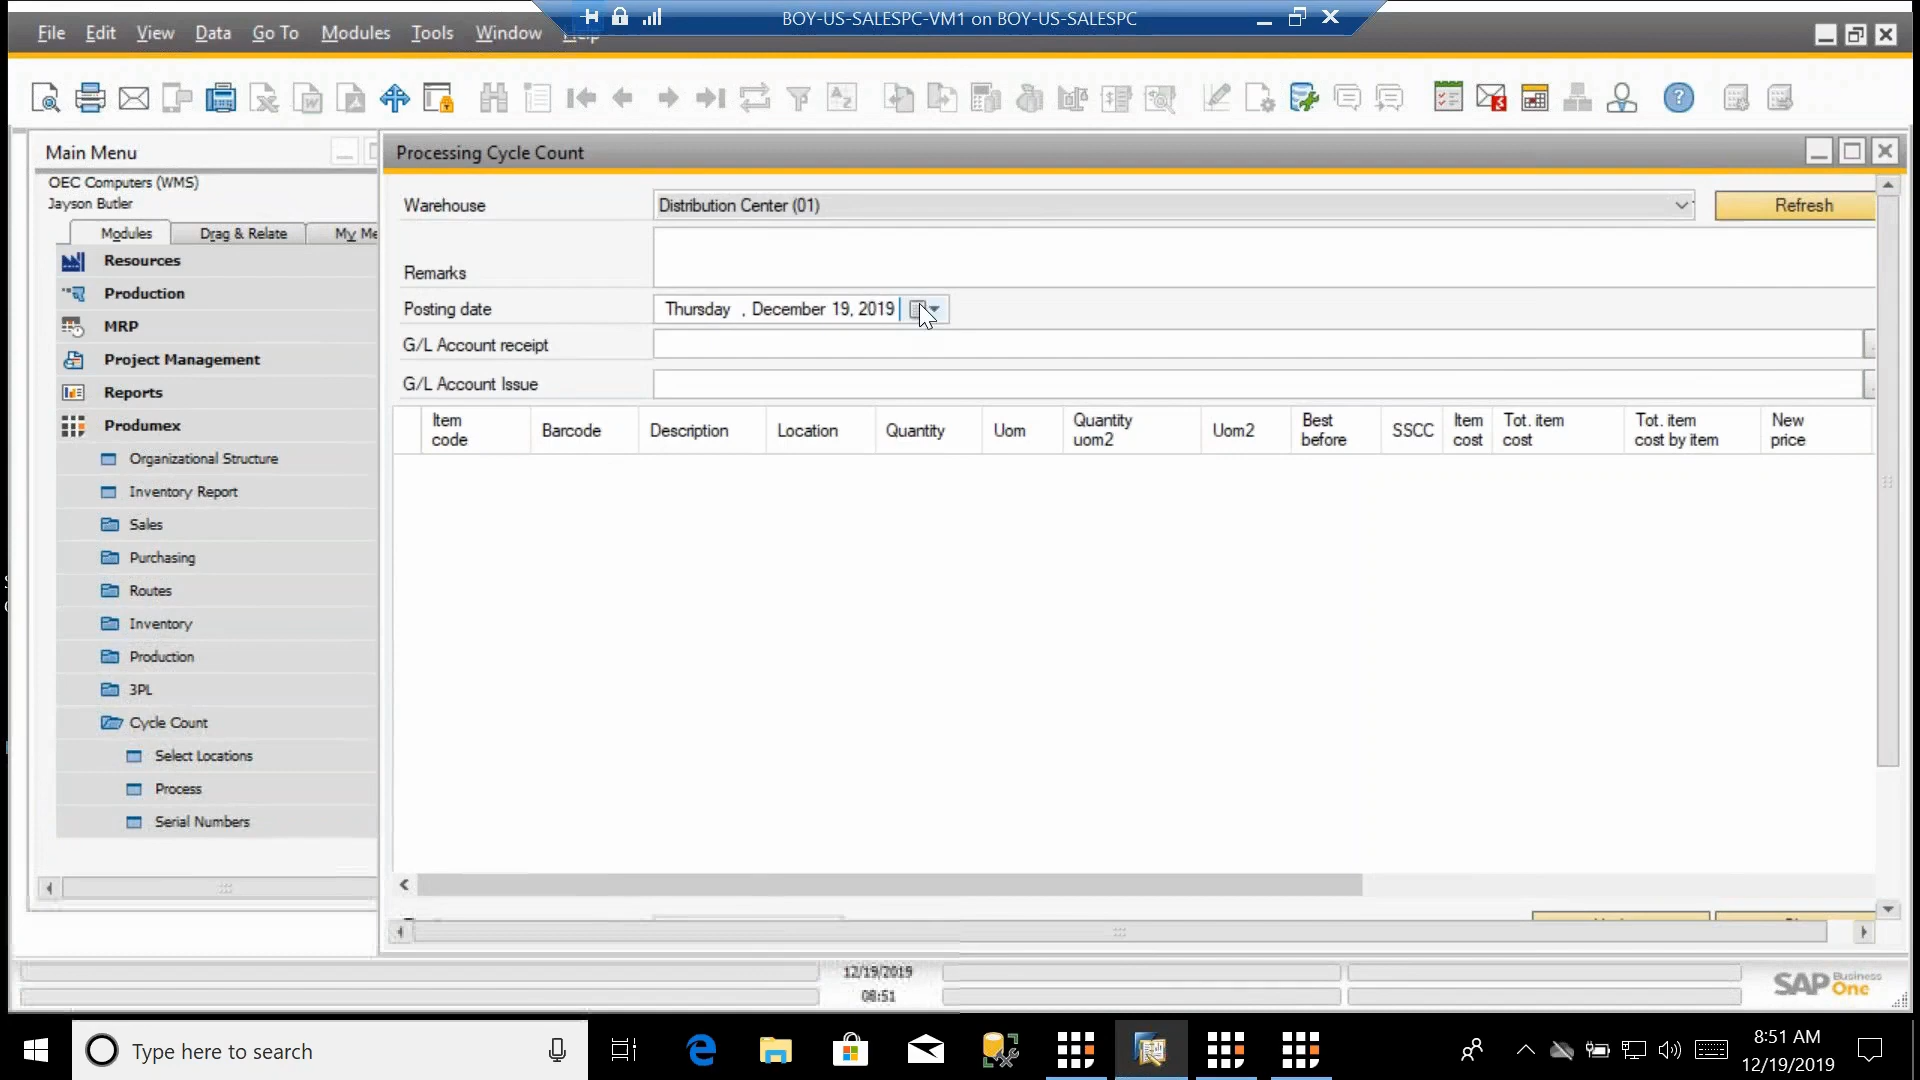 BOY-US-SALESPC-VM1 on BOY-US-SALESPC
File Edit View Data Go To Modules Tools Window Help
Main Menu
OEC Computers (WMS)
Jayson Butler
Modules Drag & Relate My Me
Resources
Production
MRP
Project Management
Reports
Produmex
Organizational Structure
Inventory Report
Sales
Purchasing
Routes
Inventory
Production
3PL
Cycle Count
Select Locations
Process
Serial Numbers
Processing Cycle Count
Warehouse Distribution Center (01) Refresh
Remarks
Posting date Thursday , December 19, 2019
G/L Account receipt
G/L Account Issue
Item code Barcode Description Location Quantity Uom Quantity uom2 Uom2 Best before SSCC Item cost Tot. item cost Tot. item cost by item New price
12/19/2019
08:51
SAP Business One
Type here to search
8:51 AM
12/19/2019